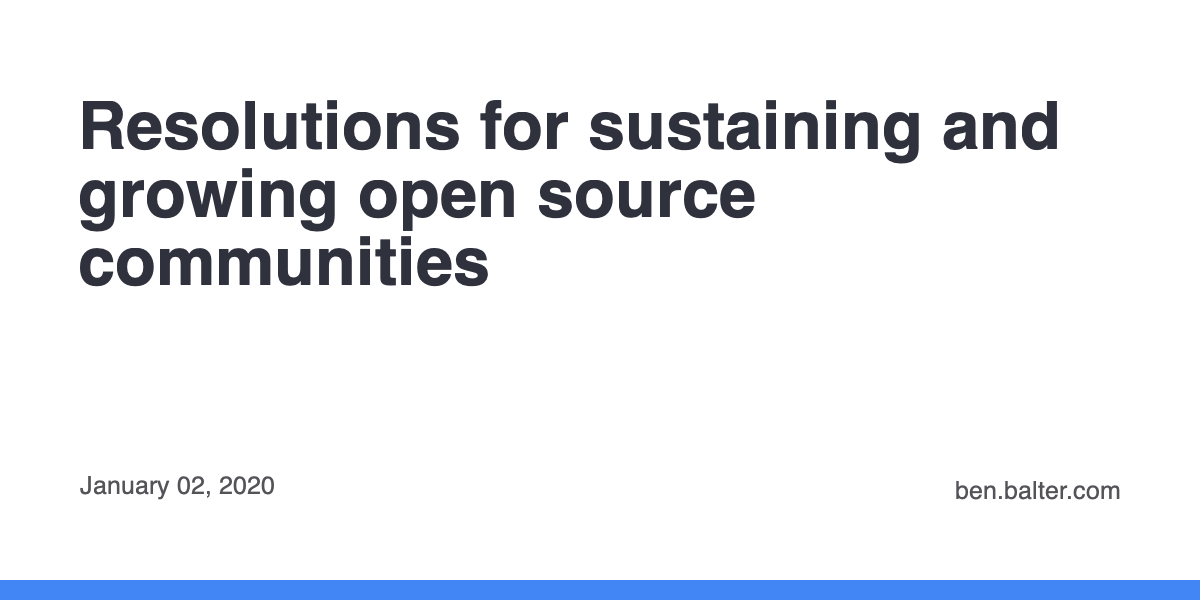 Resolutions for sustaining and
growing open source
communities
January 02, 2020
ben.balter.com